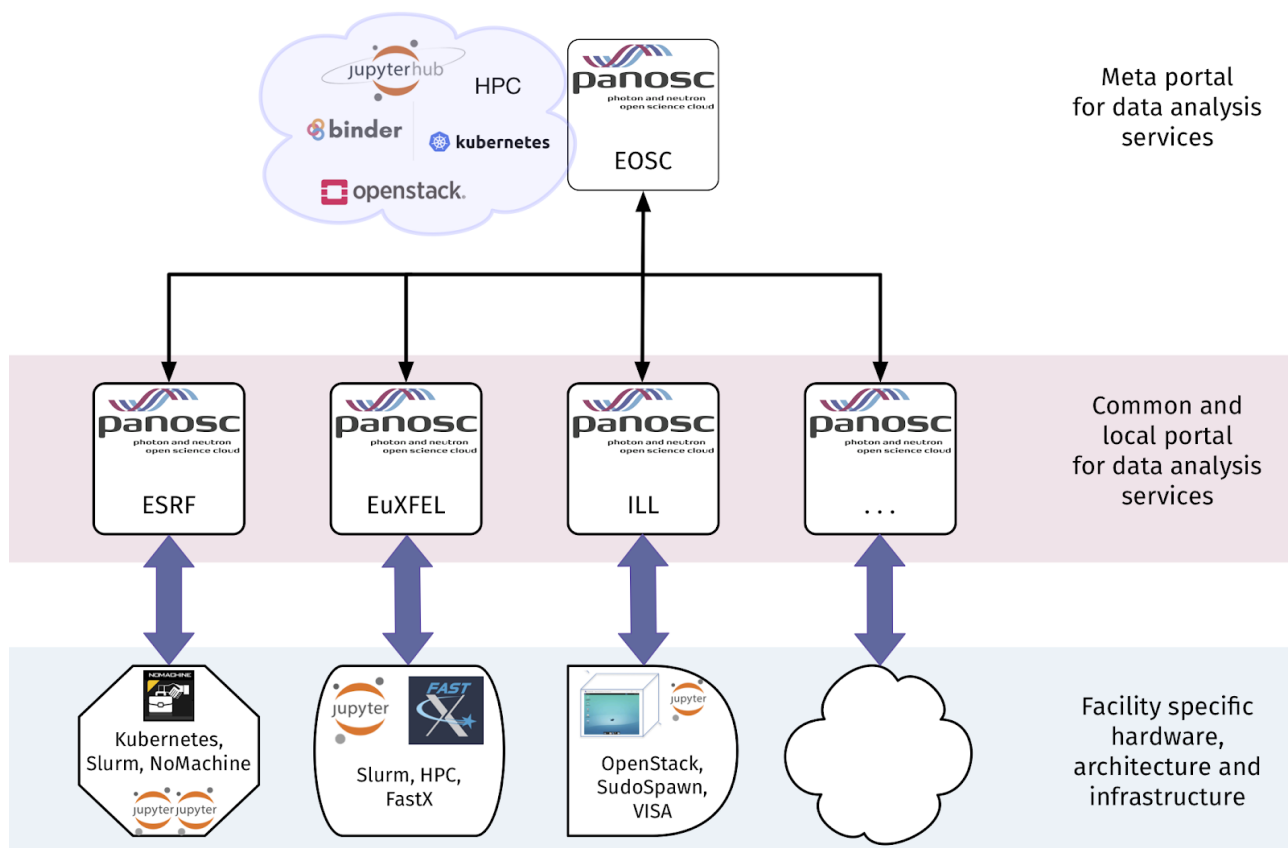 jupyterhub
HPC
binder
kubernetes
openstack.
panosc
photon and neutron
open science cloud
EOSC
Meta portal
for data analysis
services
panosc
photon and neutron
open science cloud
ESRF
panosc
photon and neutron
open science cloud
EuXFEL
panosc
photon and neutron
open science cloud
ILL
panosc
photon and neutron
open science cloud
...
Common and
local portal
for data analysis
services
NOMACHINE
Kubernetes,
Slurm, NoMachine
jupyter jupyter
jupyter
FAST
X
Slurm, HPC,
FastX
jupyter
OpenStack,
SudoSpawn,
VISA
Facility specific
hardware,
architecture and
infrastructure